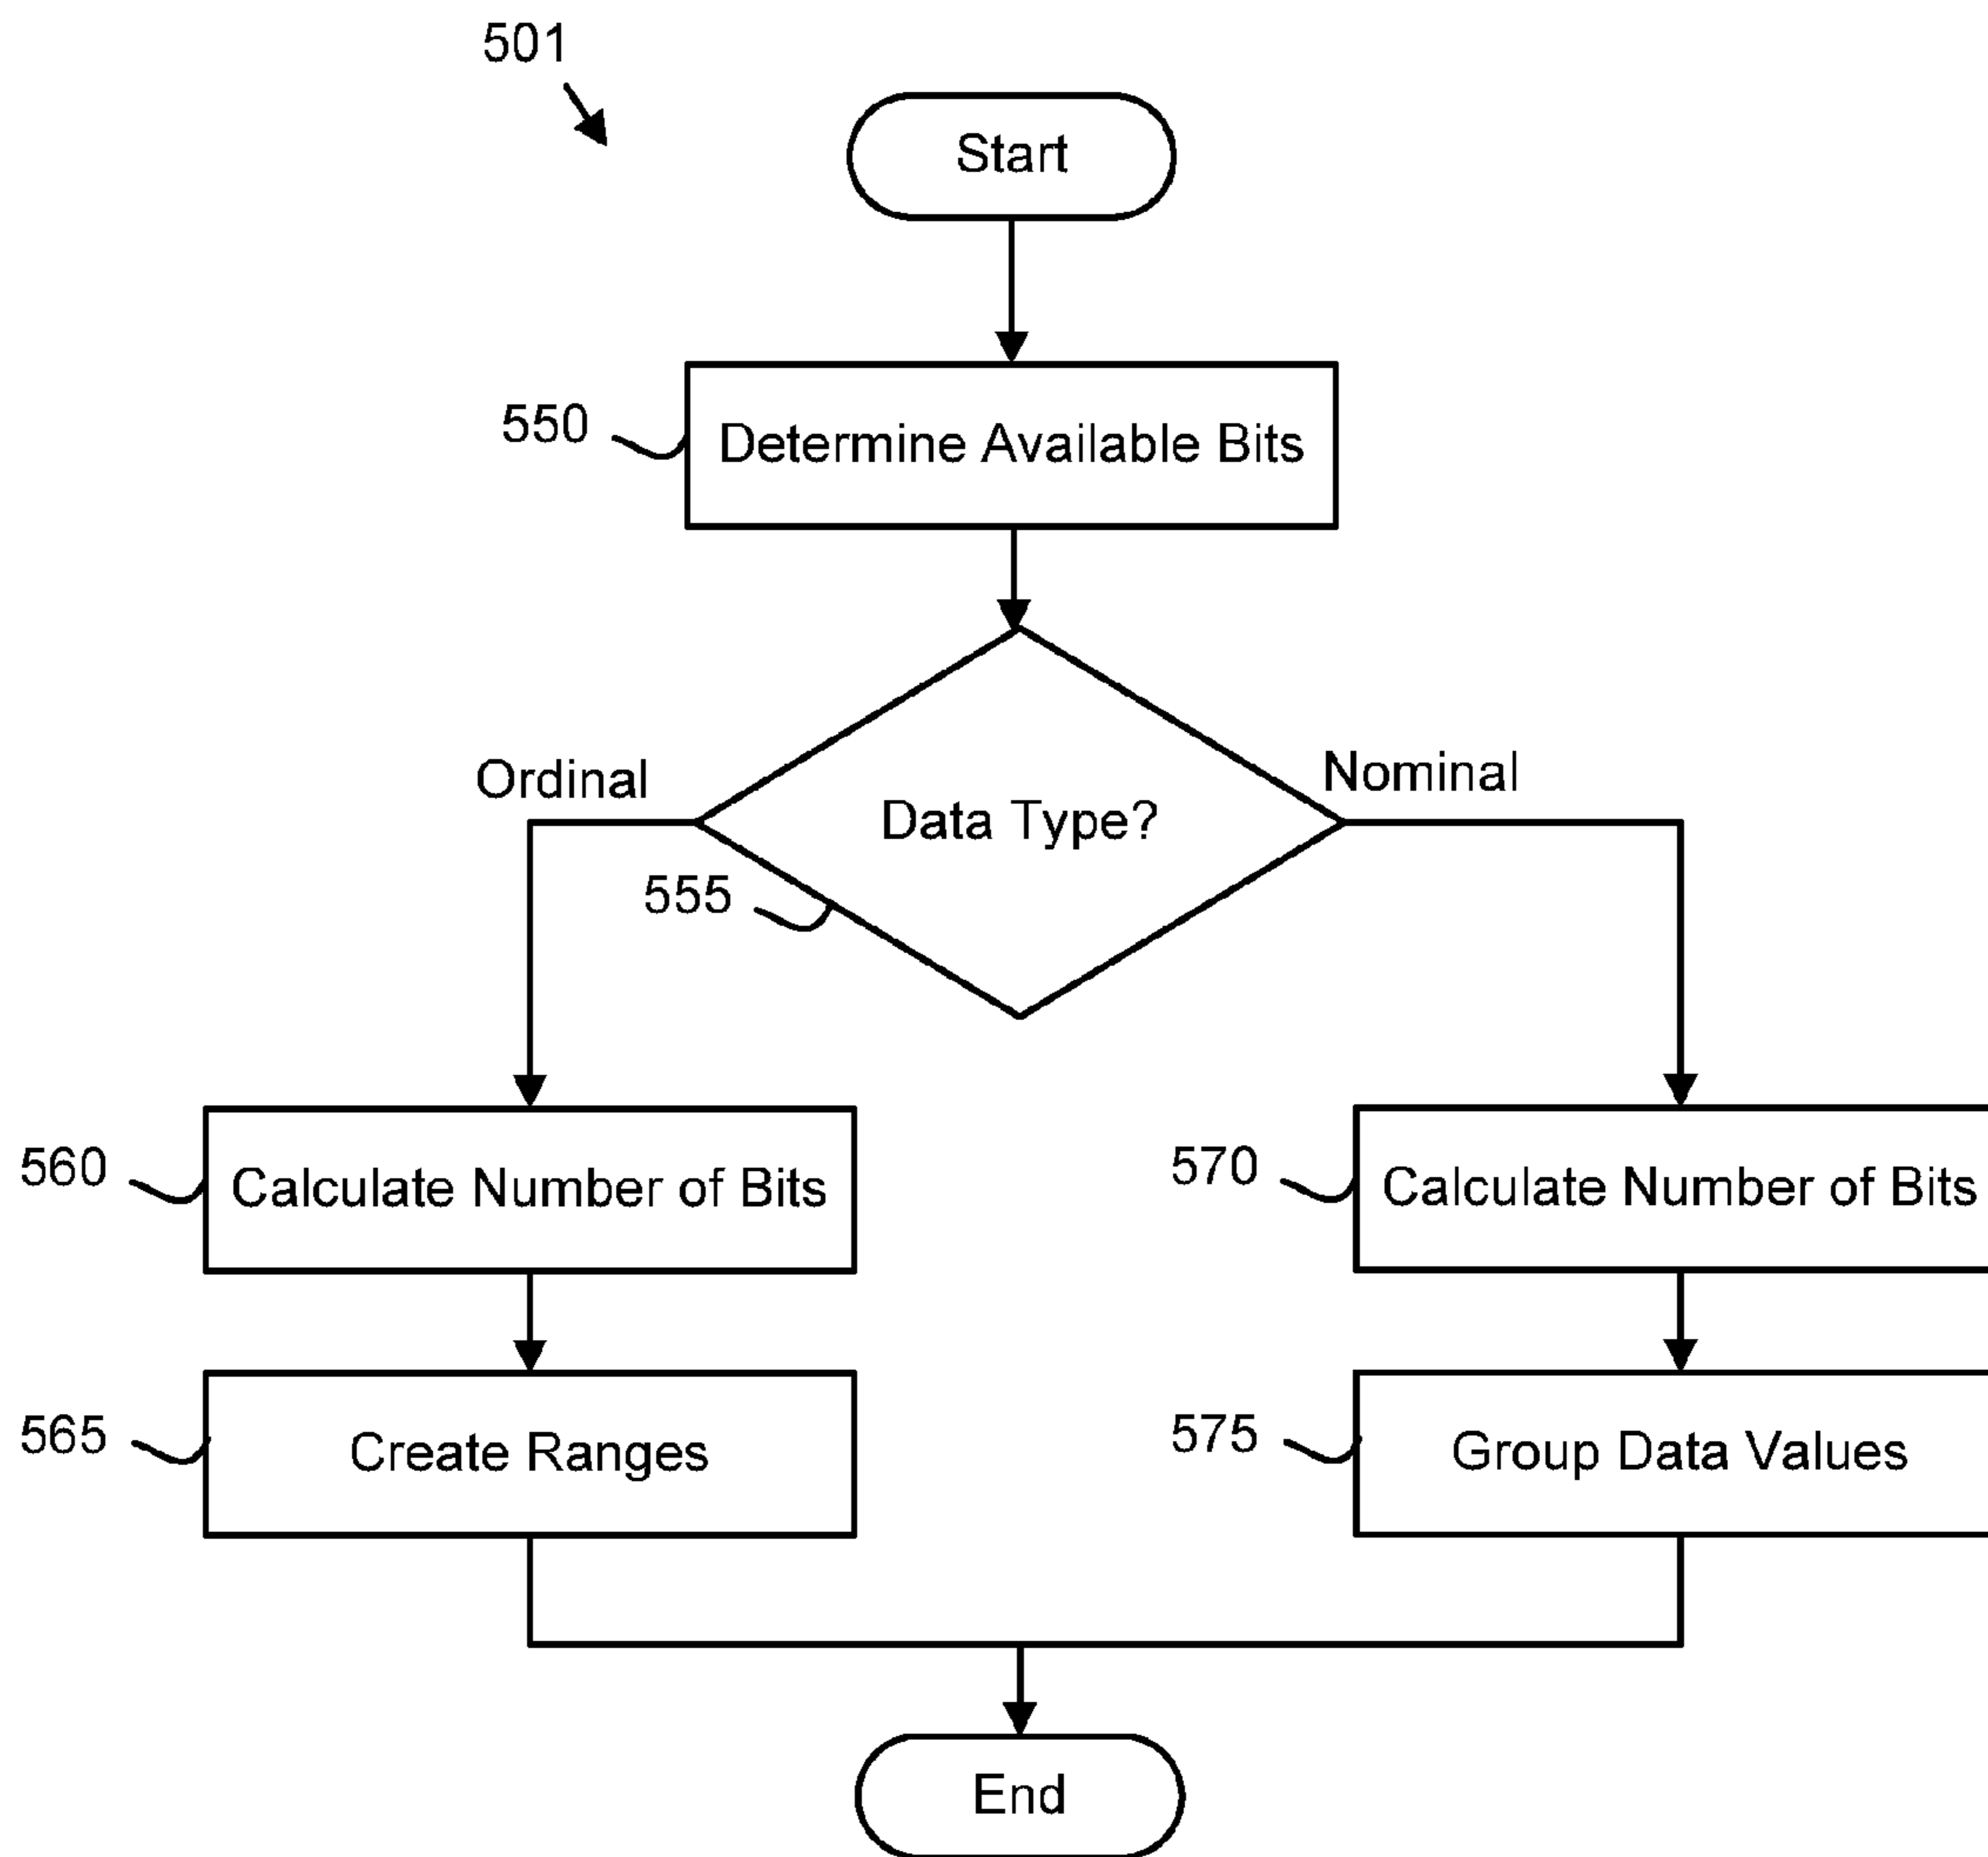 501
Start
550
Determine Available Bits
Ordinal
Nominal
Data Type?
555
560
Calculate Number of Bits
570
Calculate Number of Bits
565
Create Ranges
575
Group Data Values
End